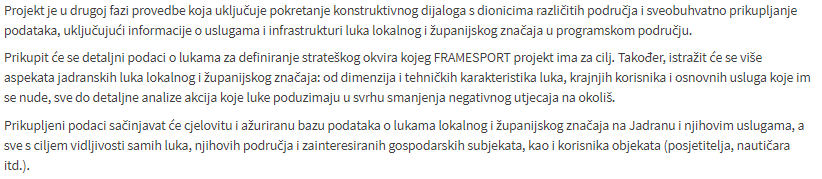 Projekt je u drugoj fazi provedbe koja uključuje pokretanje konstruktivnog dijaloga s dionicima različitih područja i sveobuhvatno prikupljanje
podataka, uključujući informacije o uslugama i infrastrukturi luka lokalnog i županijskog značaja u programskom području.
Prikupit će se detaljni podaci o lukama za definiranje strateškog okvira kojeg FRAMESPORT projekt ima za cilj. Također, istražit će se više
aspekata jadranskih luka lokalnog i županijskog značaja: od dimenzija i tehničkih karakteristika luka, krajnjih korisnika i osnovnih usluga koje im
se nude, sve do detaljne analize akcija koje luke poduzimaju u svrhu smanjenja negativnog utjecaja na okoliš.
Prikupljeni podaci sačinjavat će cjelovitu i ažuriranu bazu podataka o lukama lokalnog i županijskog značaja na Jadranu i njihovim uslugama, a
sve s ciljem vidljivosti samih luka, njihovih područja i zainteresiranih gospodarskih subjekata, kao i korisnika objekata (posjetitelja, nautičara
itd.).